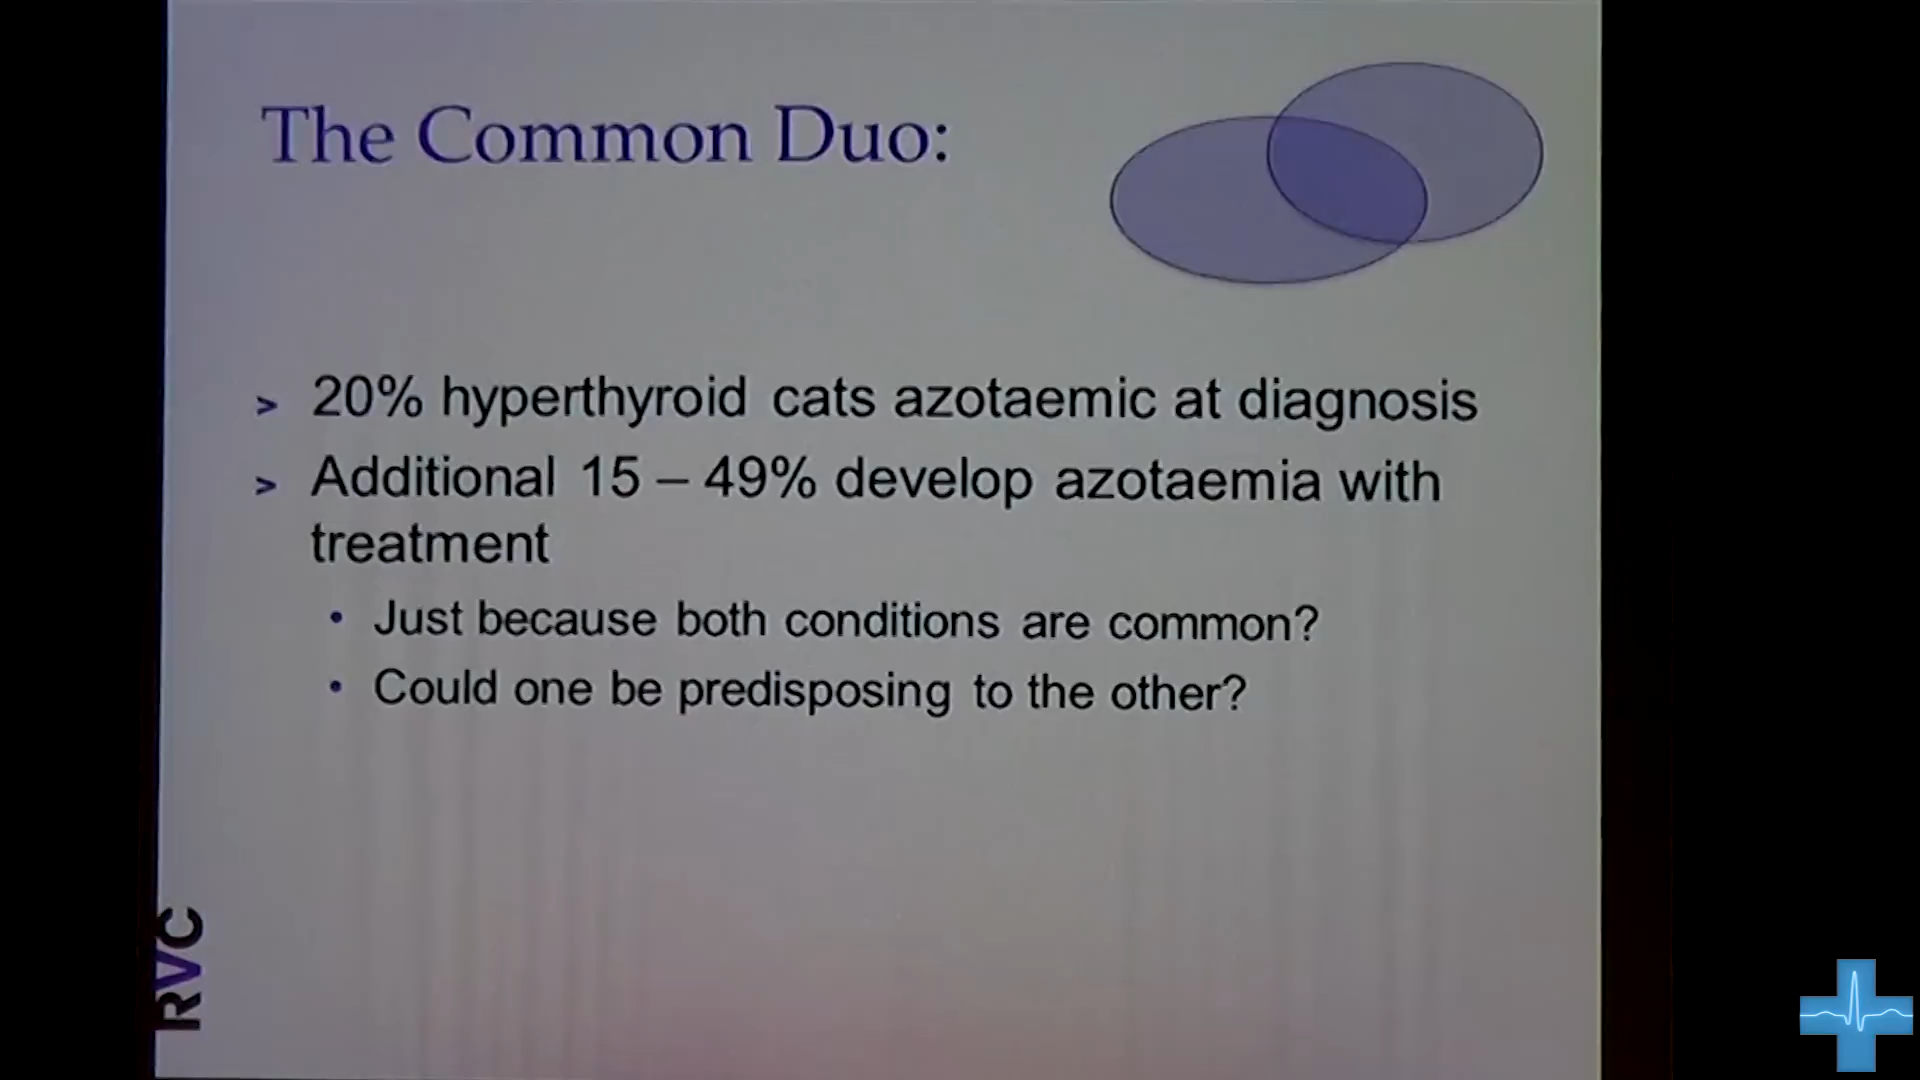 The Common Duo:
> 20% hyperthyroid cats azotaemic at diagnosis
> Additional 15 – 49% develop azotaemia with
treatment
• Just because both conditions are common?
• Could one be predisposing to the other?
RVC